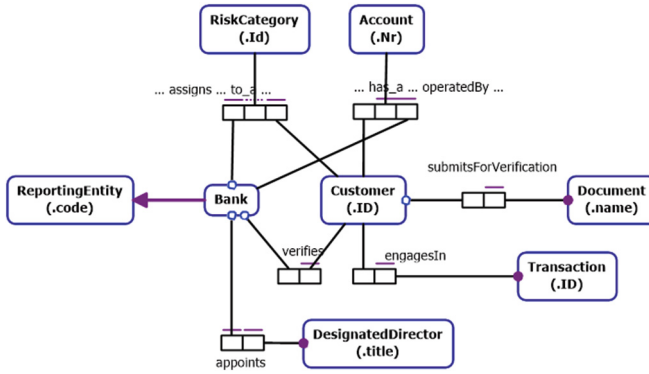 RiskCategory
(.Id)
Account
(.Nr)
... assigns ... to_a ...
... has_a ... operatedBy ...
submitsForVerification
ReportingEntity
(.code)
Bank
Customer
(.ID)
Document
(.name)
verifies
engagesIn
Transaction
(.ID)
DesignatedDirector
(.title)
appoints